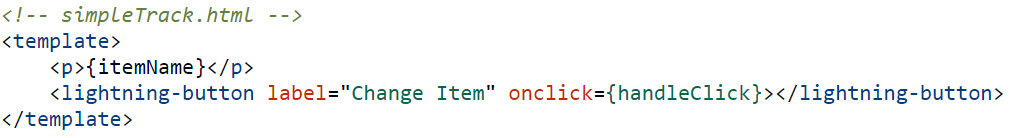 <!-- simpleTrack.html -->
<template>
    <p>{itemName}</p>
    <lightning-button label="Change Item" onclick={handleClick}></lightning-button>
</template>